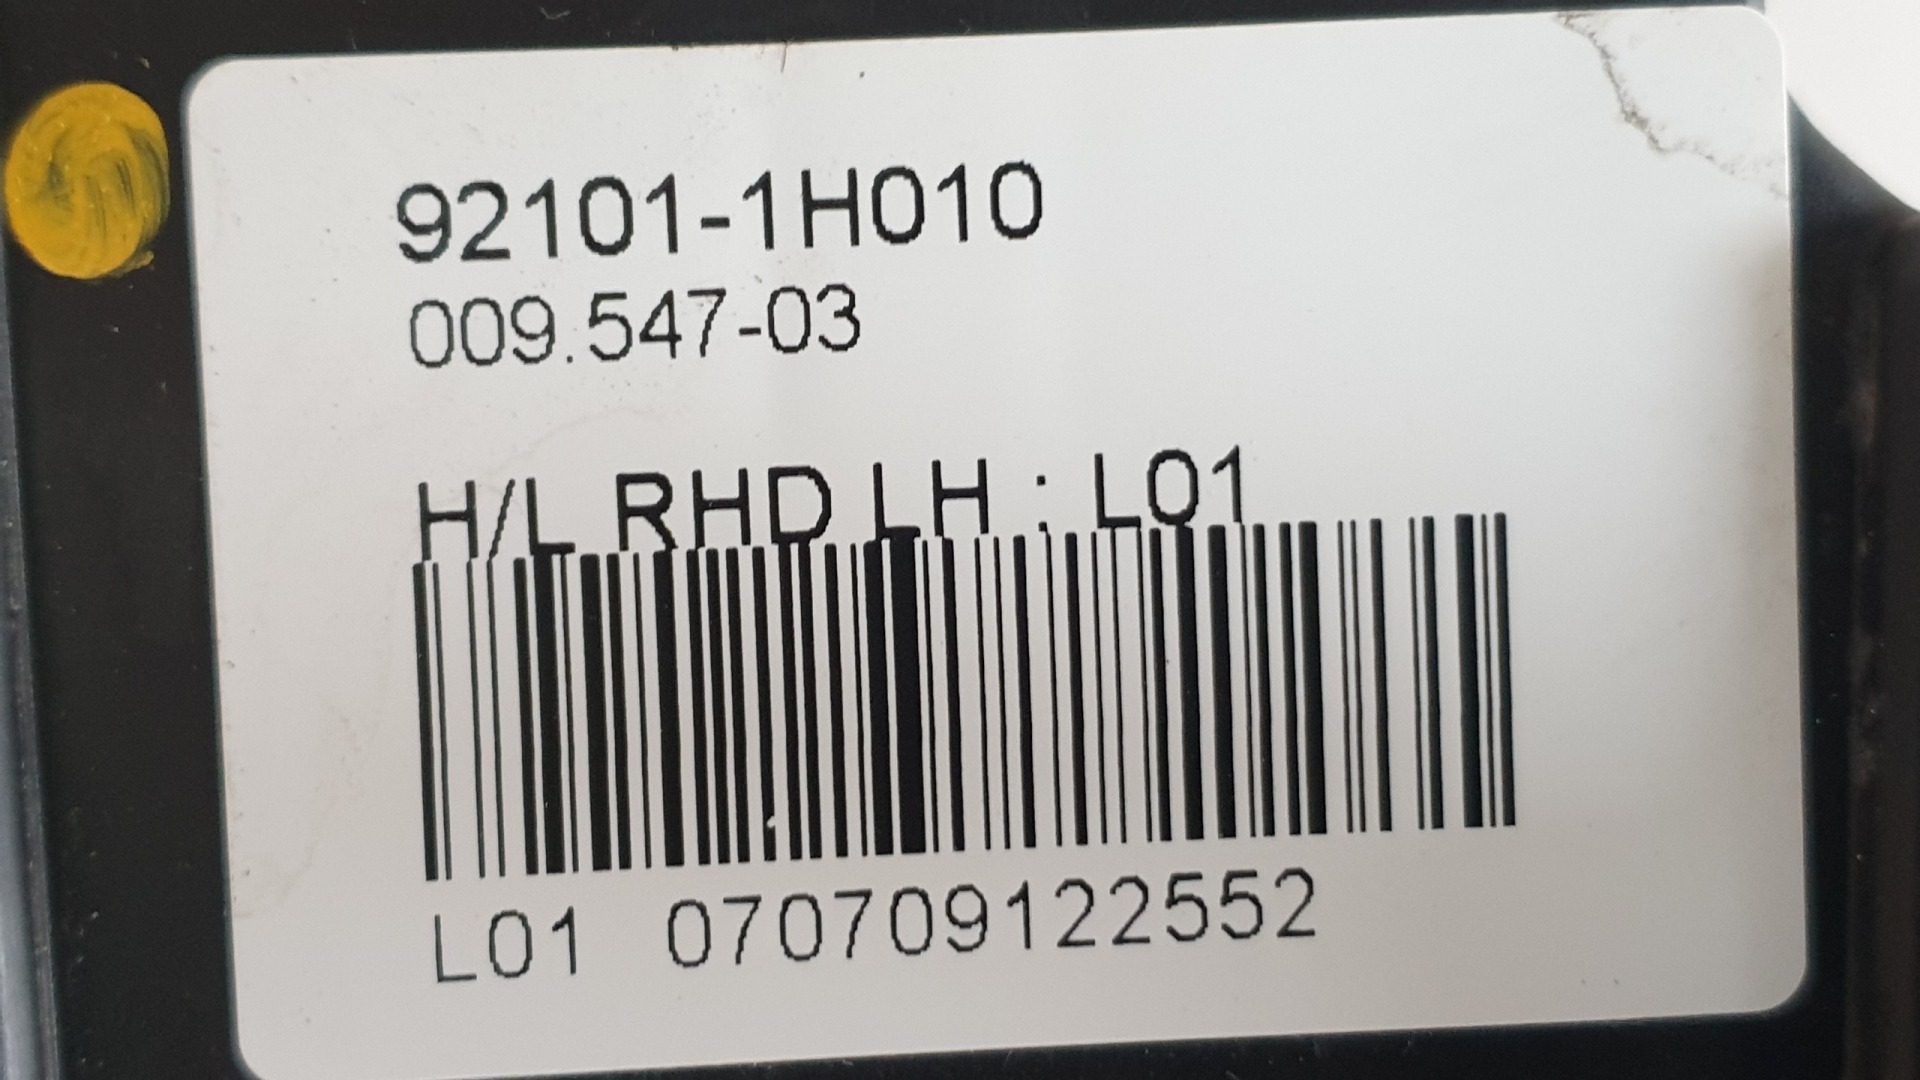 92101-1H010
009.547-03
H/L RHD LH : L01
L01 070709122552